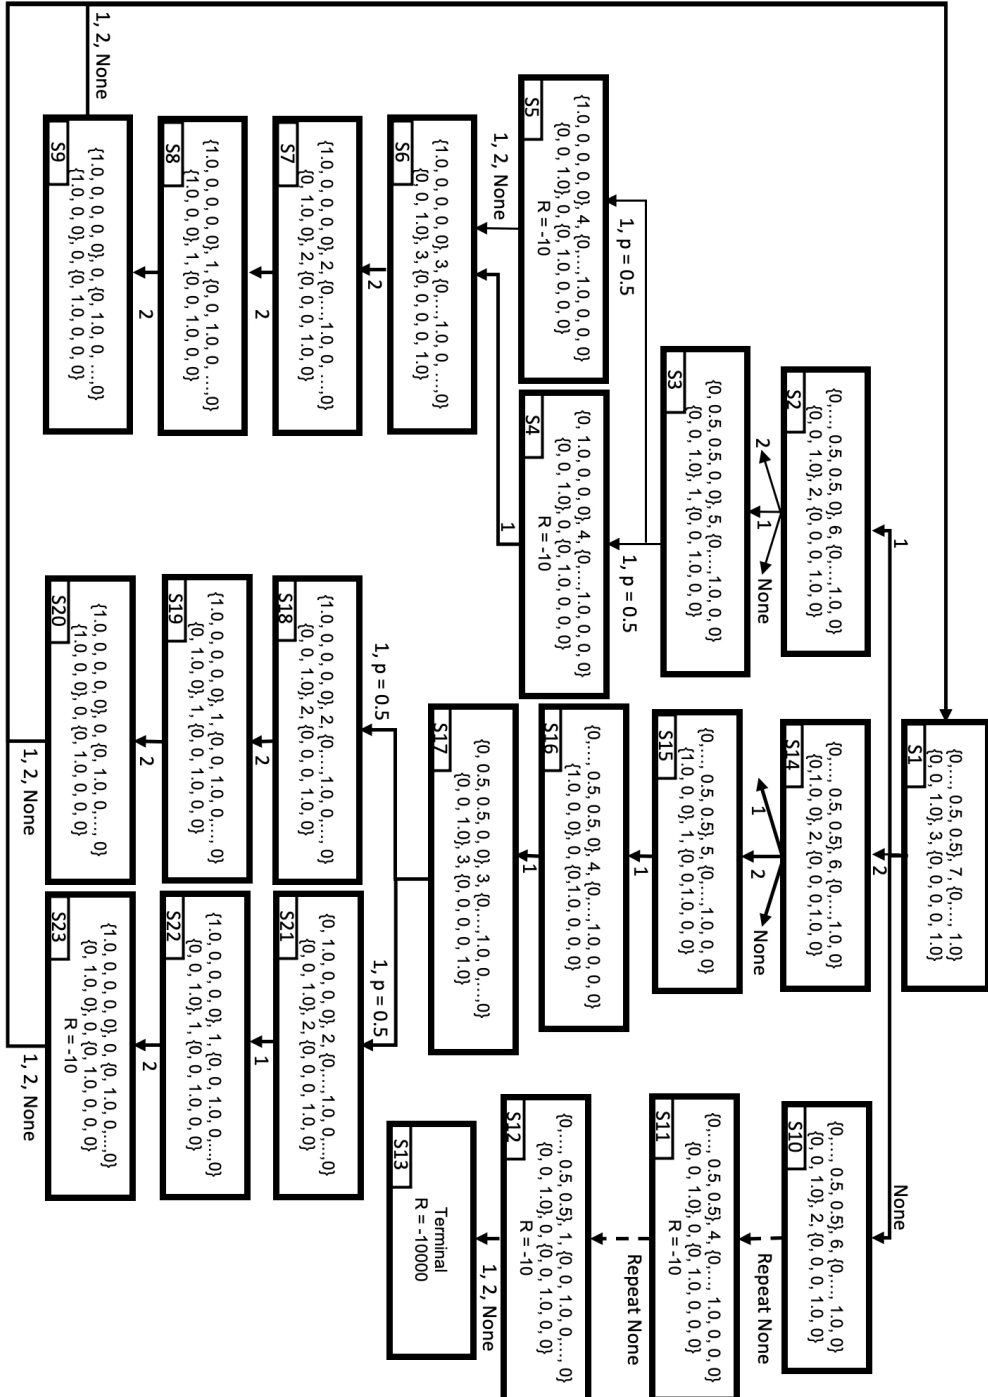 {0,...., 0.5 0.5}, 7, {0,...., 1.0}
{0, 0, 1.0}, 3, {0, 0, 0, 0, 1.0}
S1
1
2
None
{0,..., 0.5, 0.5, 0}, 6, {0,...., 1.0, 0}
{0, 0, 1.0}, 2, {0, 0, 0, 1.0, 0}
S2
2
1
None
{0, 0.5, 0.5, 0, 0}, 5, {0,...., 1.0, 0, 0}
{0, 0, 1.0}, 1, {0, 0, 1.0, 0, 0}
S3
1, p = 0.5
1, p = 0.5
{0, 1.0, 0, 0, 0}, 4, {0,...., 1.0, 0, 0, 0}
{0, 0, 1.0}, 0, {0, 1.0, 0, 0, 0}
R = -10
S4
1
{1.0, 0, 0, 0, 0}, 4, {0,..., 1.0, 0, 0, 0}
{0, 0, 1.0}, 0, {0, 1.0, 0, 0, 0}
R = -10
S5
1, 2, None
{1.0, 0, 0, 0, 0}, 3, {0,...., 1.0, 0, ...,0}
{0, 0, 1.0}, 3, {0, 0, 0, 0, 1.0}
S6
2
{1.0, 0, 0, 0, 0}, 2, {0,...,1.0, 0, ....,0}
{0, 1.0, 0}, 2, {0, 0, 0, 1.0, 0}
S7
2
{1.0, 0, 0, 0, 0}, 1, {0, 0, 1.0, 0, ...,0}
{1.0, 0, 0}, 1, {0, 0, 1.0, 0, 0}
S8
2
{1.0, 0, 0, 0, 0}, 0, {0, 1.0, 0, ...,0}
{1.0, 0, 0}, 0, {0, 1.0, 0, 0, 0}
S9
1, 2, None
{0,..., 0.5, 0.5}, 6, {0,...., 1.0, 0}
{0,1.0, 0}, 2, {0, 0, 0,1.0, 0}
S14
1
2
None
{0,..., 0.5, 0.5}, 5, {0,...., 1.0, 0, 0}
{1.0, 0, 0}, 1, {0, 0,1.0, 0, 0}
S15
1
{0,..., 0.5, 0.5, 0}, 4, {0,...., 1.0, 0, 0, 0}
{1.0, 0, 0}, 0, {0,1.0, 0, 0, 0}
S16
1
{0, 0.5, 0.5, 0, 0}, 3, {0,...., 1.0, 0,...,0}
{0, 0, 1.0}, 3, {0, 0, 0, 0, 1.0}
S17
1, p = 0.5
1, p = 0.5
{1.0, 0, 0, 0, 0}, 2, {0,...., 1.0, 0,...., 0}
{0, 0, 1.0}, 2, {0, 0, 0, 1.0, 0}
S18
2
{1.0, 0, 0, 0, 0}, 1, {0, 0, 1.0, 0,...., 0}
{0, 1.0, 0}, 1, {0, 0, 1.0, 0, 0}
S19
2
{1.0, 0, 0, 0, 0}, 0, {0, 1.0, 0,...., 0}
{1.0, 0, 0}, 0, {0, 1.0, 0, 0, 0}
S20
1, 2, None
{0, 1.0, 0, 0, 0}, 2, {0,...., 1.0, 0,...,0}
{0, 0, 1.0}, 2, {0, 0, 0, 1.0, 0}
S21
1
{1.0, 0, 0, 0, 0}, 1, {0, 0, 1.0, 0,....,0}
{0, 0, 1.0}, 1, {0, 0, 1.0, 0, 0}
S22
2
{1.0, 0, 0, 0, 0}, 0, {0, 1.0, 0,....,0}
{0, 1.0, 0}, 0, {0, 1.0, 0, 0, 0}
R = -10
S23
1, 2, None
{0,..., 0.5, 0.5}, 6, {0,...., 1.0, 0}
{0, 0, 1.0}, 2, {0, 0, 0, 1.0, 0}
S10
Repeat None
{0,..., 0.5, 0.5}, 4, {0,..., 1.0, 0, 0, 0}
{0, 0, 1.0}, 0, {0, 1.0, 0, 0, 0}
R = -10
S11
Repeat None
{0,..., 0.5, 0.5}, 1, {0, 0, 1.0, 0,...., 0}
{0, 0, 1.0}, 0, {0, 0, 1.0, 0, 0}
R = -10
S12
1, 2, None
Terminal
R = -10000
S13